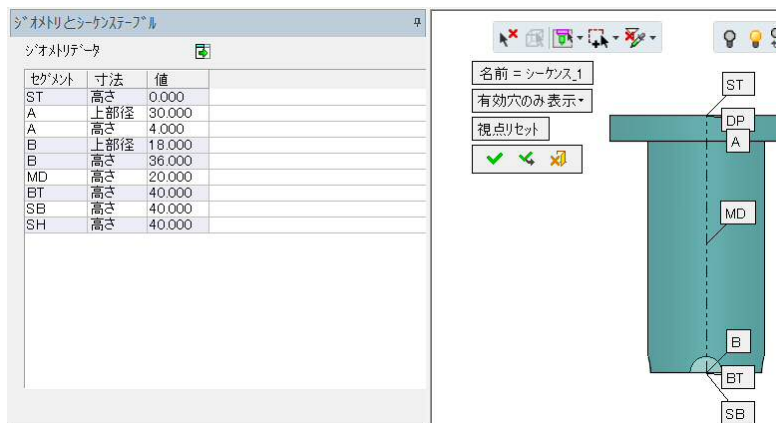 ジオメトリとシーケンステーブル
ジオメトリデータ
セグメント 寸法 値
ST 高さ 0.000
A 上部径 30.000
A 高さ 4.000
B 上部径 18.000
B 高さ 36.000
MD 高さ 20.000
BT 高さ 40.000
SB 高さ 40.000
SH 高さ 40.000
名前 = シーケンス_1
有効穴のみ表示
視点リセット
ST
DP
A
MD
B
BT
SB